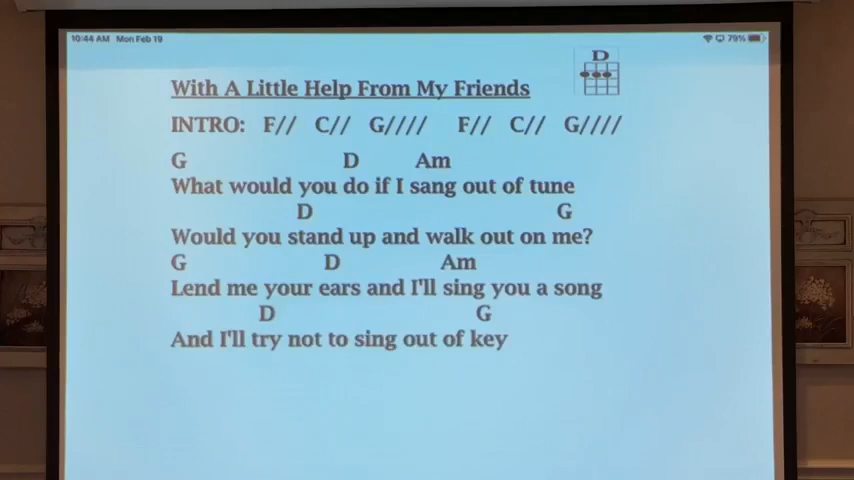 10:44 AM Mon Feb 19
79%
D
With A Little Help From My Friends
INTRO: F// C// G//// F// C// G////
G D Am
What would you do if I sang out of tune
D G
Would you stand up and walk out on me?
G D Am
Lend me your ears and I'll sing you a song
D G
And I'll try not to sing out of key